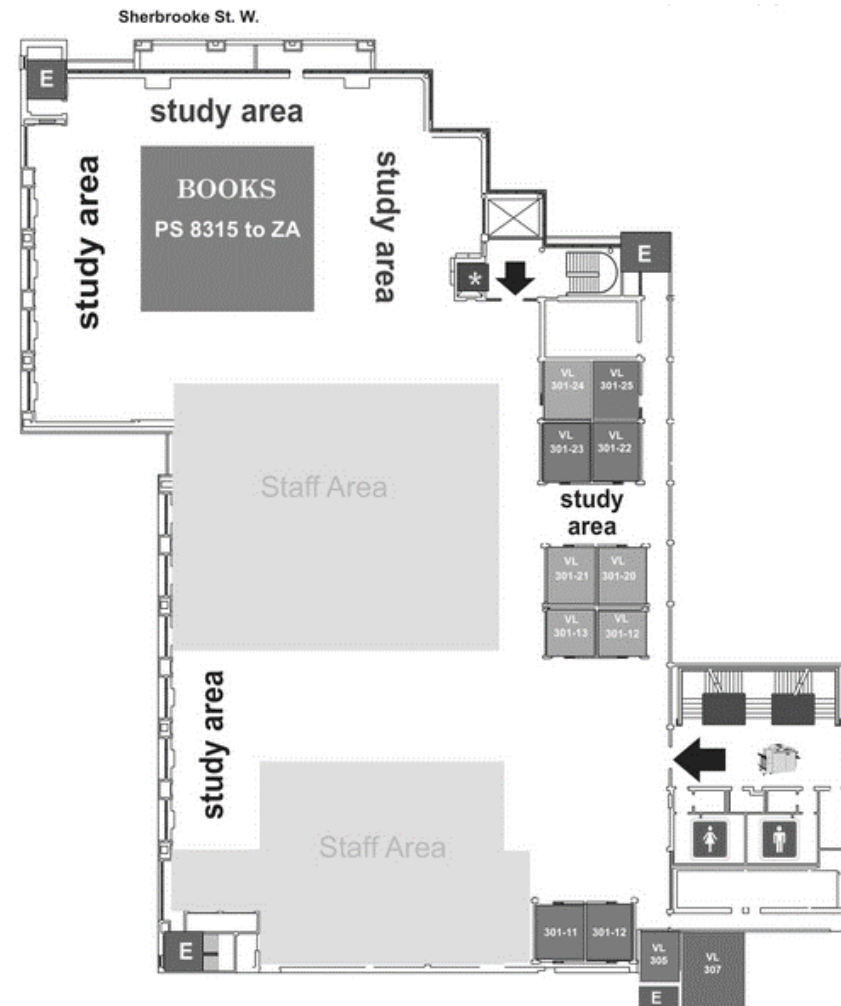 Sherbrooke St. W.
E
study area
study area
BOOKS
PS 8315 to ZA
study area
*
E
VL
301-24
VL
301-25
VL
301-23
VL
301-22
Staff Area
study
area
VL
301-21
VL
301-20
VL
301-13
VL
301-12
study area
Staff Area
301-11
301-12
E
VL
305
VL
307
E